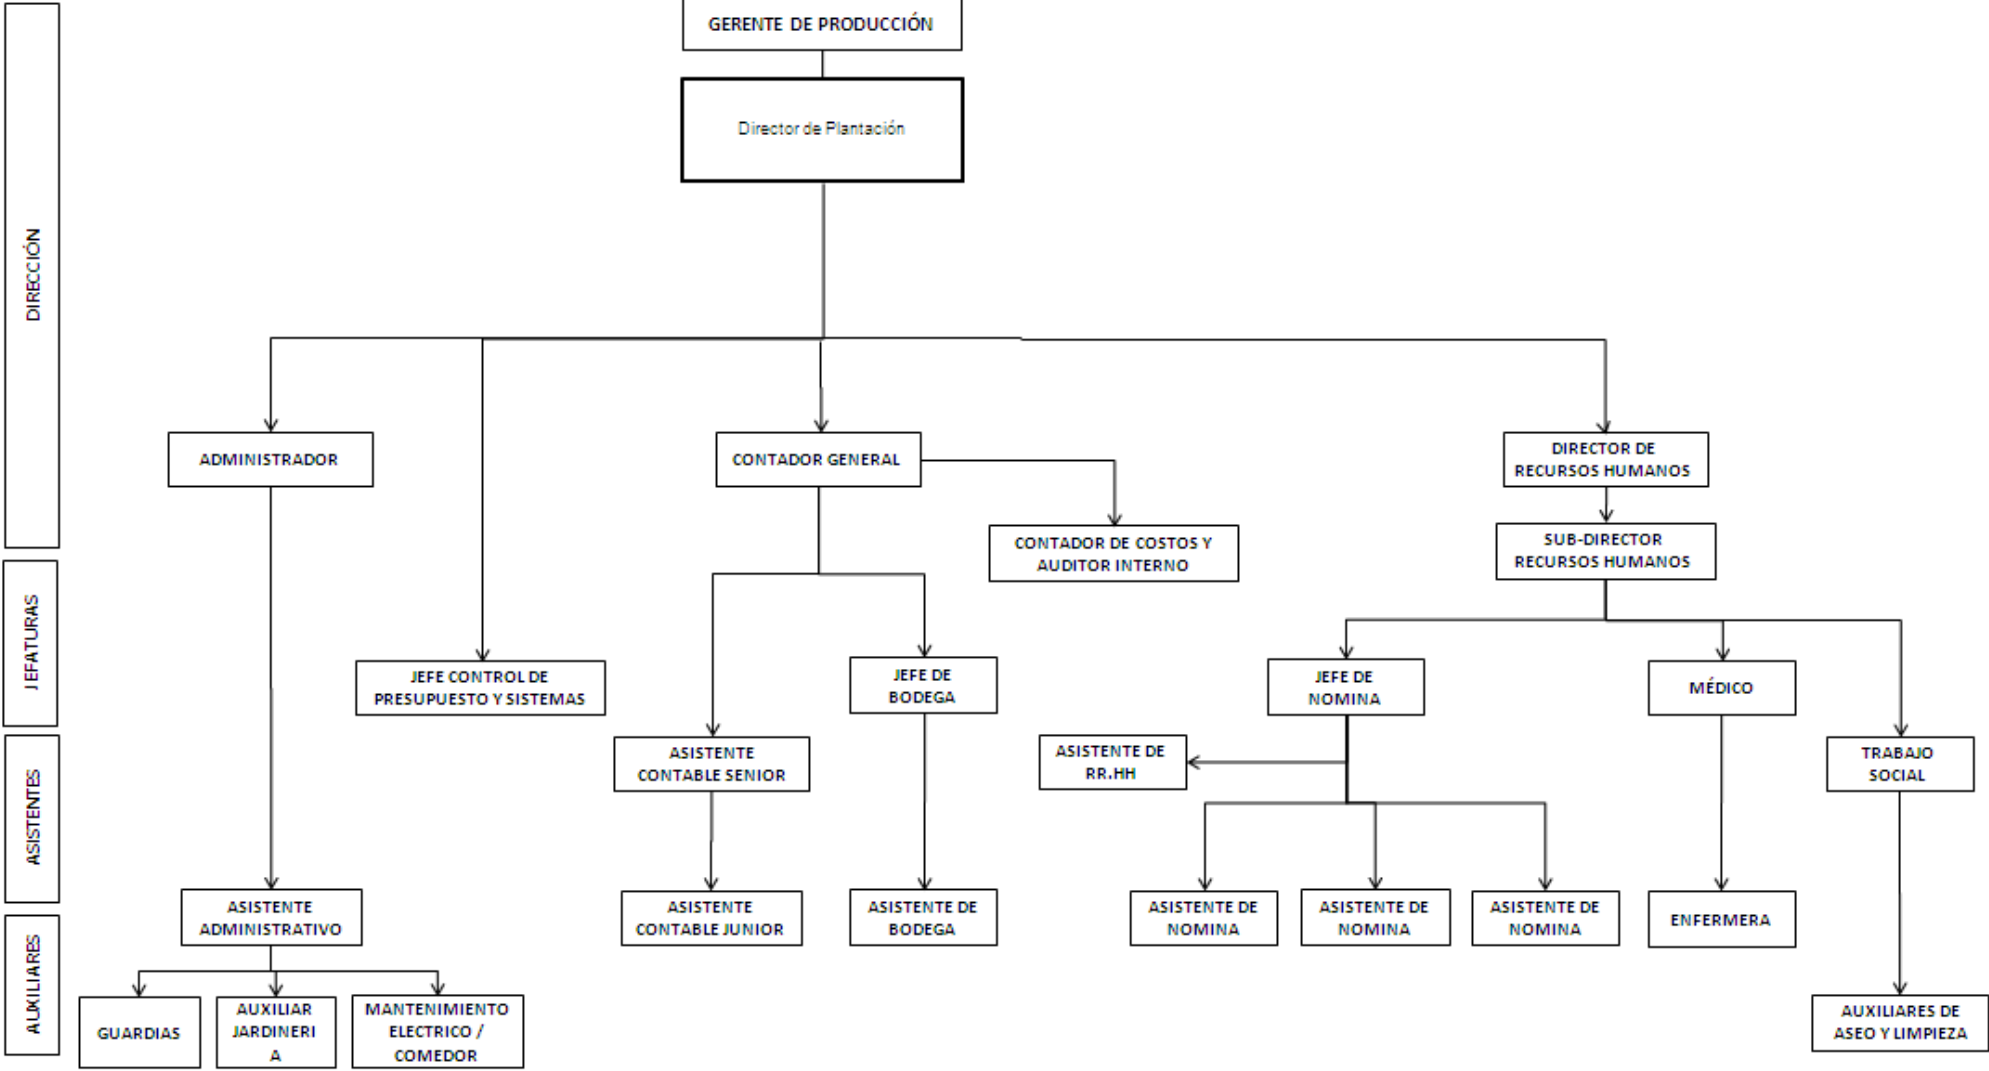 GERENTE DE PRODUCCIÓN
Director de Plantación
DIRECCIÓN
ADMINISTRADOR
CONTADOR GENERAL
DIRECTOR DE
RECURSOS HUMANOS
CONTADOR DE COSTOS Y
AUDITOR INTERNO
SUB-DIRECTOR
RECURSOS HUMANOS
JEFATURAS
JEFE CONTROL DE
PRESUPUESTO Y SISTEMAS
JEFE DE
BODEGA
JEFE DE
NOMINA
MÉDICO
ASISTENTES
ASISTENTE
CONTABLE SENIOR
ASISTENTE DE
RR.HH
TRABAJO
SOCIAL
ASISTENTE
ADMINISTRATIVO
ASISTENTE
CONTABLE JUNIOR
ASISTENTE DE
BODEGA
ASISTENTE DE
NOMINA
ASISTENTE DE
NOMINA
ASISTENTE DE
NOMINA
ENFERMERA
AUXILIARES
GUARDIAS
AUXILIAR
JARDINERI
A
MANTENIMIENTO
ELECTRICO /
COMEDOR
AUXILIARES DE
ASEO Y LIMPIEZA